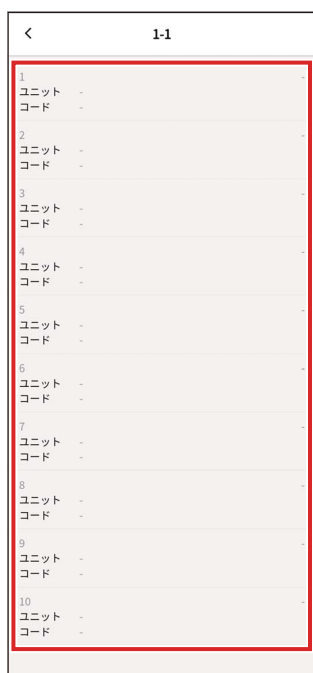 < 1-1
1 -
ユニット -
コード -
2 -
ユニット -
コード -
3 -
ユニット -
コード -
4 -
ユニット -
コード -
5 -
ユニット -
コード -
6 -
ユニット -
コード -
7 -
ユニット -
コード -
8 -
ユニット -
コード -
9 -
ユニット -
コード -
10 -
ユニット -
コード -